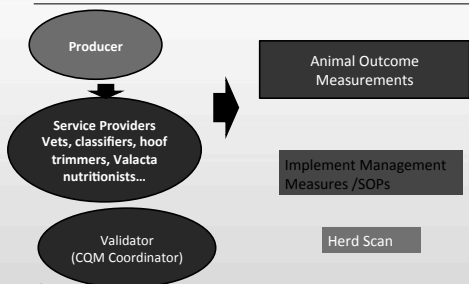 Producer
Service Providers
Vets, classifiers, hoof
trimmers, Valacta
nutritionists…
Validator
(CQM Coordinator)
Animal Outcome
Measurements
Implement Management
Measures /SOPs
Herd Scan